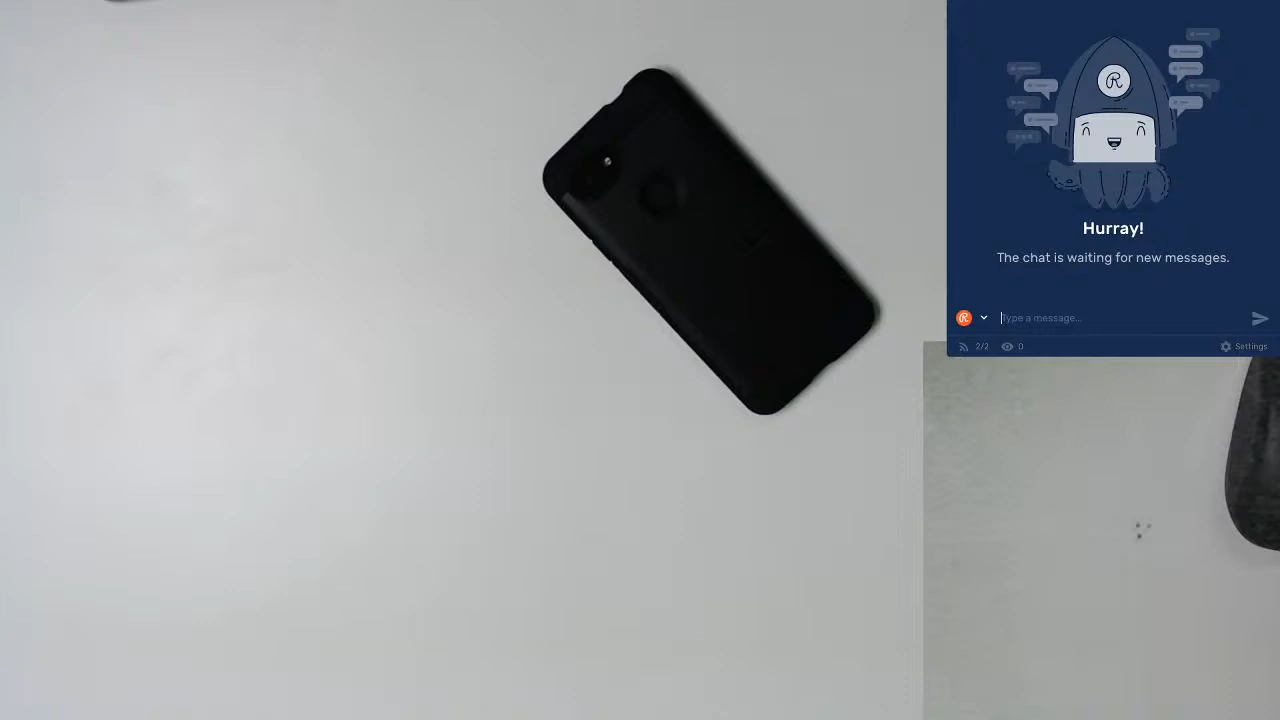 Hurray!
The chat is waiting for new messages.
Type a message...
2/2 0 Settings